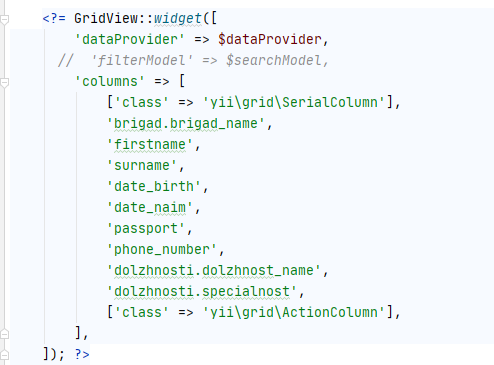 <?= GridView::widget([
'dataProvider' => $dataProvider,
//  'filterModel' => $searchModel,
'columns' => [
['class' => 'yii\grid\SerialColumn'],
'brigad.brigad_name',
'firstname',
'surname',
'date_birth',
'date_naim',
'passport',
'phone_number',
'dolzhnosti.dolzhnost_name',
'dolzhnosti.specialnost',
['class' => 'yii\grid\ActionColumn'],
],
]); ?>